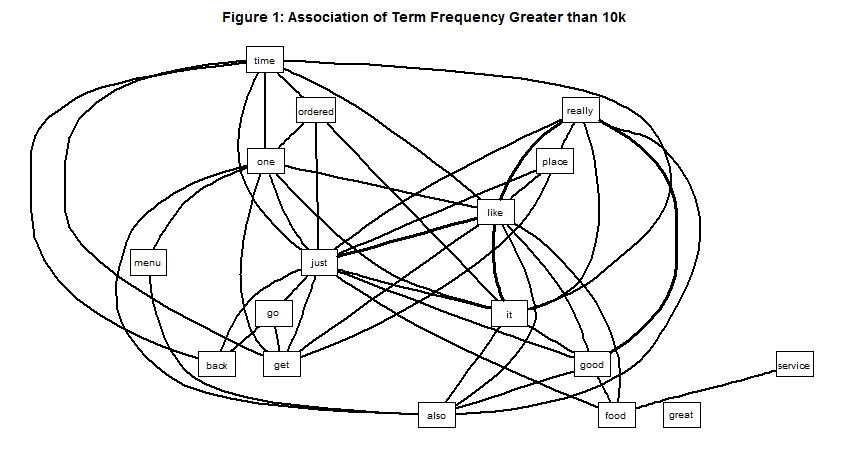 Figure 1: Association of Term Frequency Greater than 10k
time
ordered
really
one
place
like
menu
just
go
it
back
get
good
service
also
food
great